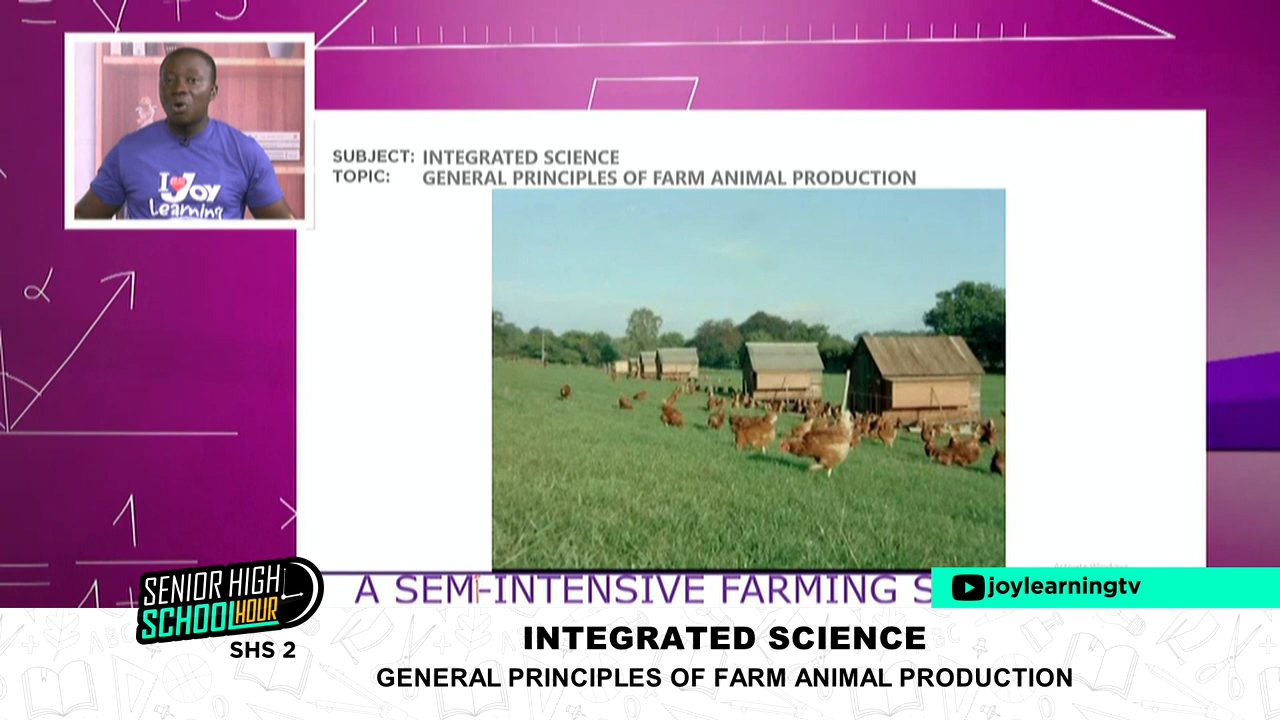 I ♥ JOY
Learning
SUBJECT: INTEGRATED SCIENCE
TOPIC: GENERAL PRINCIPLES OF FARM ANIMAL PRODUCTION
α
1
A SEMi-INTENSIVE FARMING S
joylearningtv
SENIOR HIGH
SCHOOL HOUR
SHS 2
INTEGRATED SCIENCE
GENERAL PRINCIPLES OF FARM ANIMAL PRODUCTION